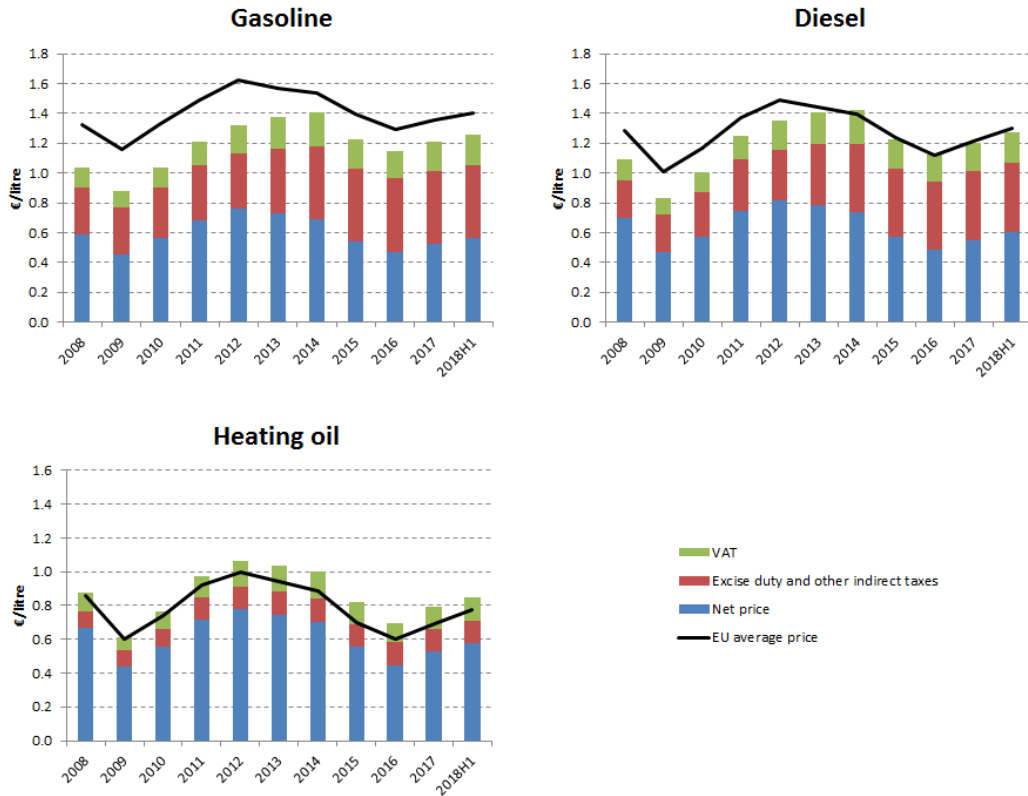 Gasoline
1.8
1.6
1.4
1.2
1.0
0.8
0.6
0.4
0.2
0.0
€/litre
2008 2009 2010 2011 2012 2013 2014 2015 2016 2017 2018H1
Diesel
1.8
1.6
1.4
1.2
1.0
0.8
0.6
0.4
0.2
0.0
€/litre
2008 2009 2010 2011 2012 2013 2014 2015 2016 2017 2018H1
Heating oil
1.6
1.4
1.2
1.0
0.8
0.6
0.4
0.2
0.0
€/litre
2008 2009 2010 2011 2012 2013 2014 2015 2016 2017 2018H1
VAT
Excise duty and other indirect taxes
Net price
EU average price